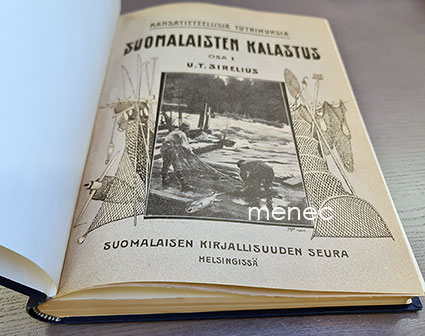 KANSATIETEELLISIÄ TUTKIMUKSIA
SUOMALAISTEN KALASTUS
OSA I
U.T. SIRELIUS
menec
SUOMALAISEN KIRJALLISUUDEN SEURA
HELSINGISSÄ